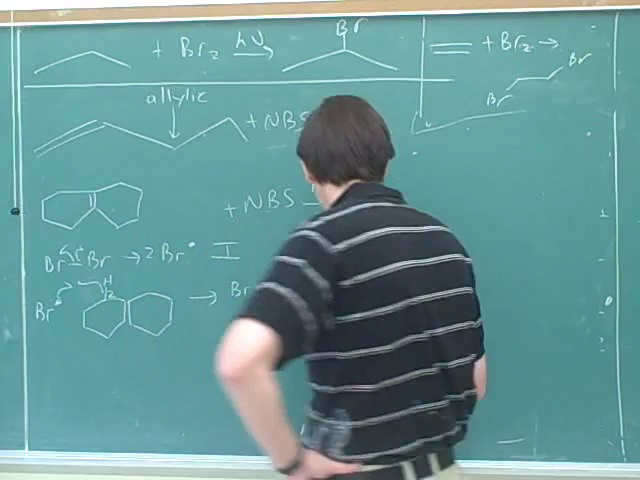 + Br2 hν → Br
+ Br2 →
Br
Br
allylic
+ NBS
+ NBS
Br–Br → 2 Br• I
H
Br• → Br